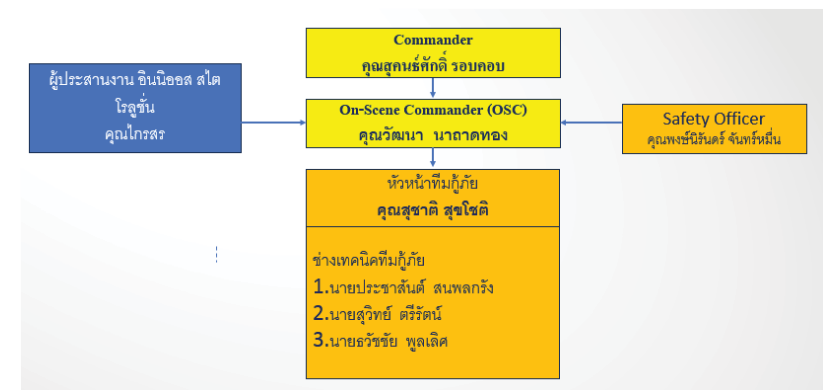 Commander
คุณสุคนธ์ศักดิ์ รอบคอบ
ผู้ประสานงาน อินนีออส สไต
โรลูชั่น
คุณไกรสร
On-Scene Commander (OSC)
คุณวัฒนา นาถาดทอง
Safety Officer
คุณพงษ์นิรันดร์ จันทร์หมื่น
หัวหน้าทีมกู้ภัย
คุณสุชาติ สุขโชติ
ช่างเทคนิคทีมกู้ภัย
1.นายประชาสันต์ สนพลกรัง
2.นายสุวิทย์ ตรีรัตน์
3.นายธวัชชัย พูลเลิศ